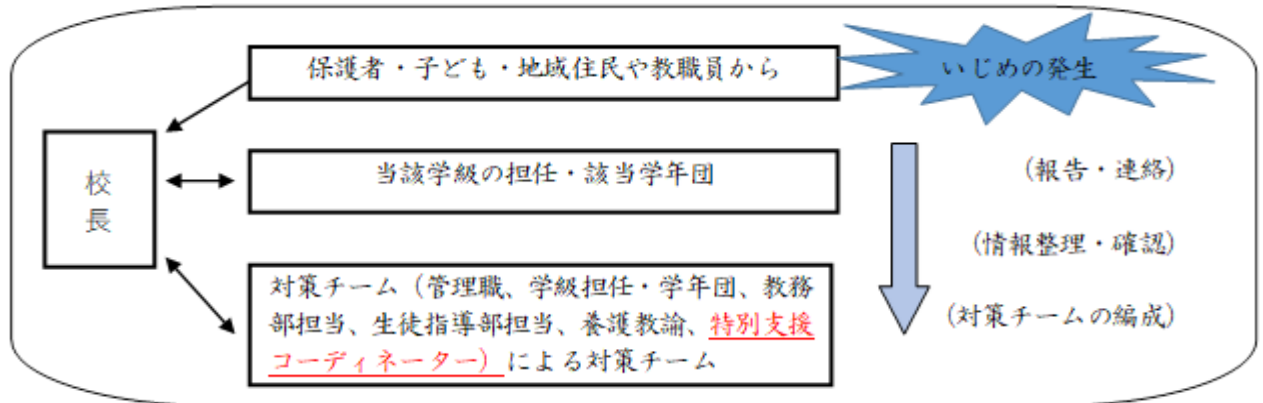 保護者・子ども・地域住民や教職員から
いじめの発生
校
長
当該学級の担任・該当学年団
(報告・連絡)
(情報整理・確認)
対策チーム（管理職、学級担任・学年団、教務
部担当、生徒指導部担当、養護教諭、特別支援
コーディネーター）による対策チーム
(対策チームの編成)